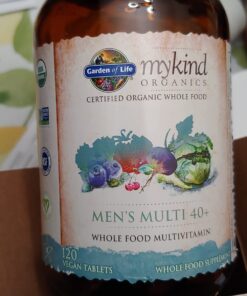 Garden of Life
mykind
ORGANICS
CERTIFIED ORGANIC WHOLE FOOD
MEN'S MULTI 40+
WHOLE FOOD MULTIVITAMIN
120
VEGAN TABLETS
WHOLE FOOD SUPPLEMENT